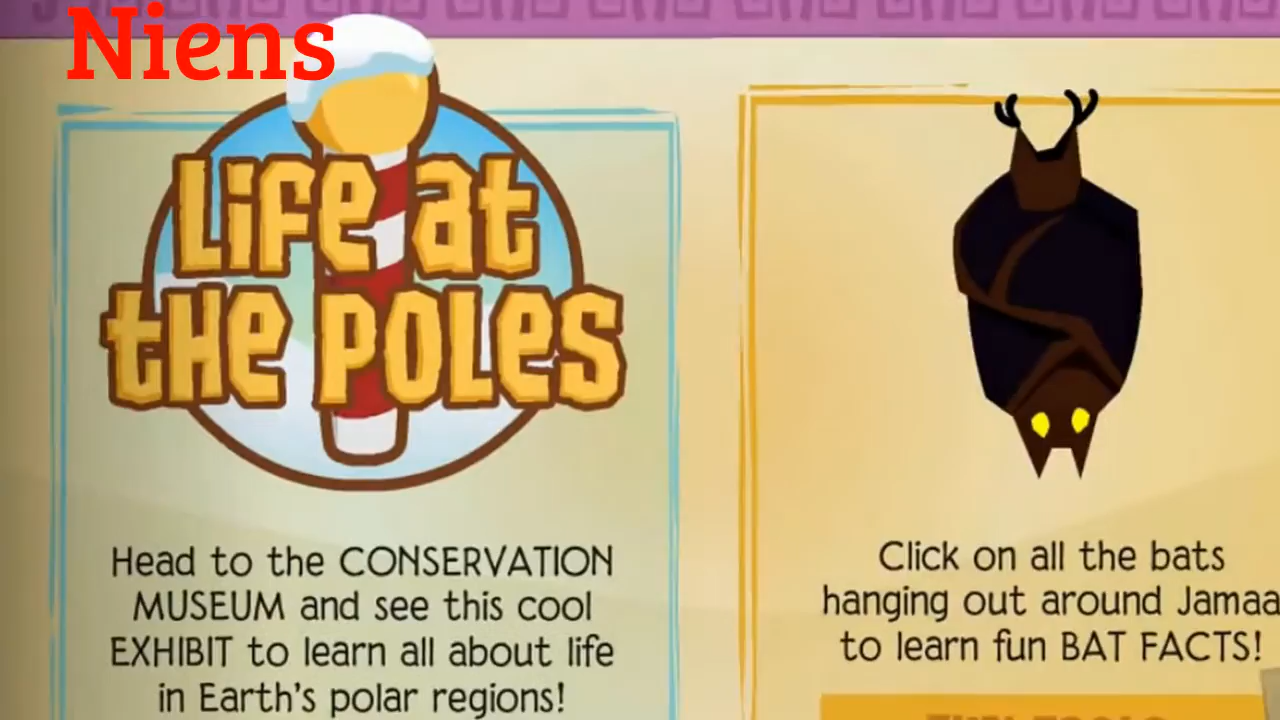 Niens
Life at
the Poles
Head to the CONSERVATION
MUSEUM and see this cool
EXHIBIT to learn all about life
in Earth's polar regions!
Click on all the bats
hanging out around Jamaa
to learn fun BAT FACTS!